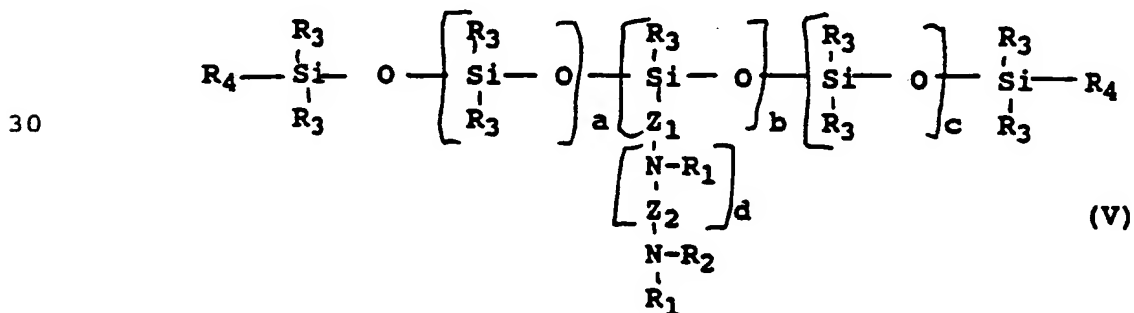 R3 R3 R3 R3 R3
R4 Si O Si O Si O Si O Si R4
30 R3 R3 a Z1 b R3 c R3
N-R1
Z2 d
(V)
N-R2
R1